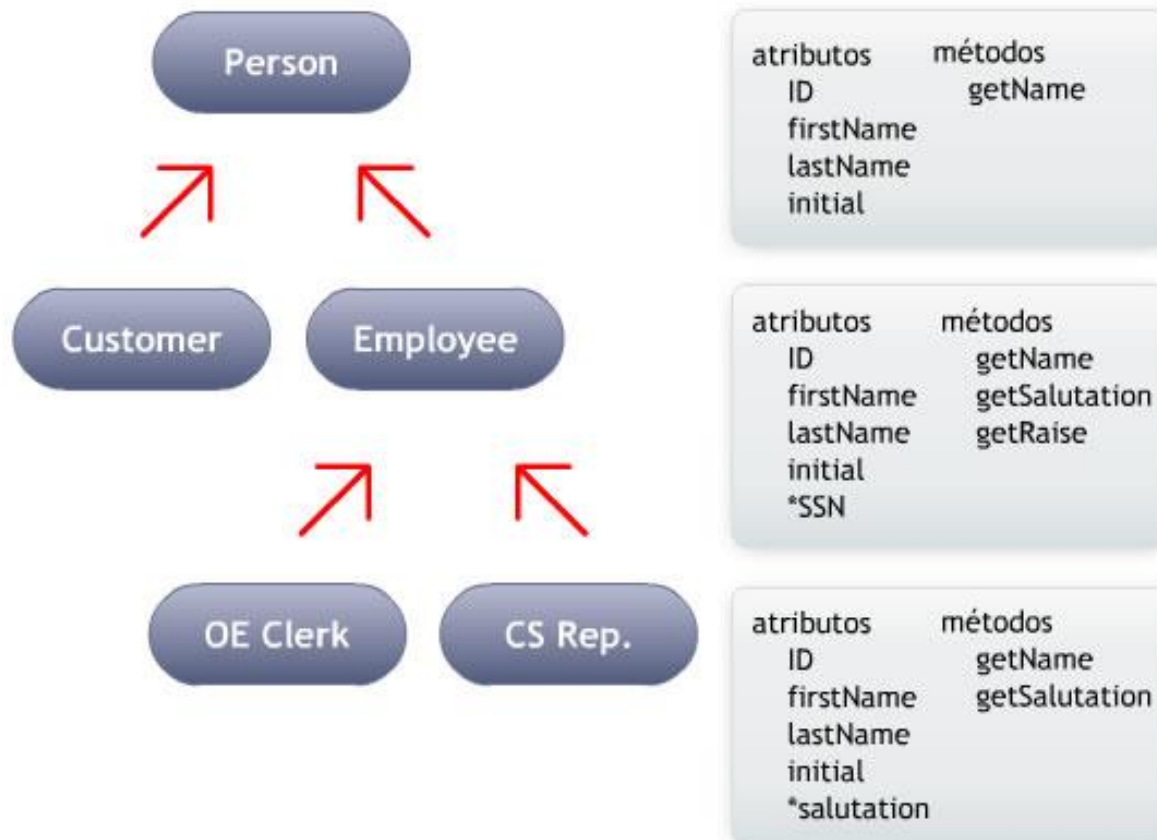 Person
atributos métodos
ID getName
firstName
lastName
initial
Customer Employee
atributos métodos
ID getName
firstName getSalutation
lastName getRaise
initial
*SSN
OE Clerk CS Rep.
atributos métodos
ID getName
firstName getSalutation
lastName
initial
*salutation